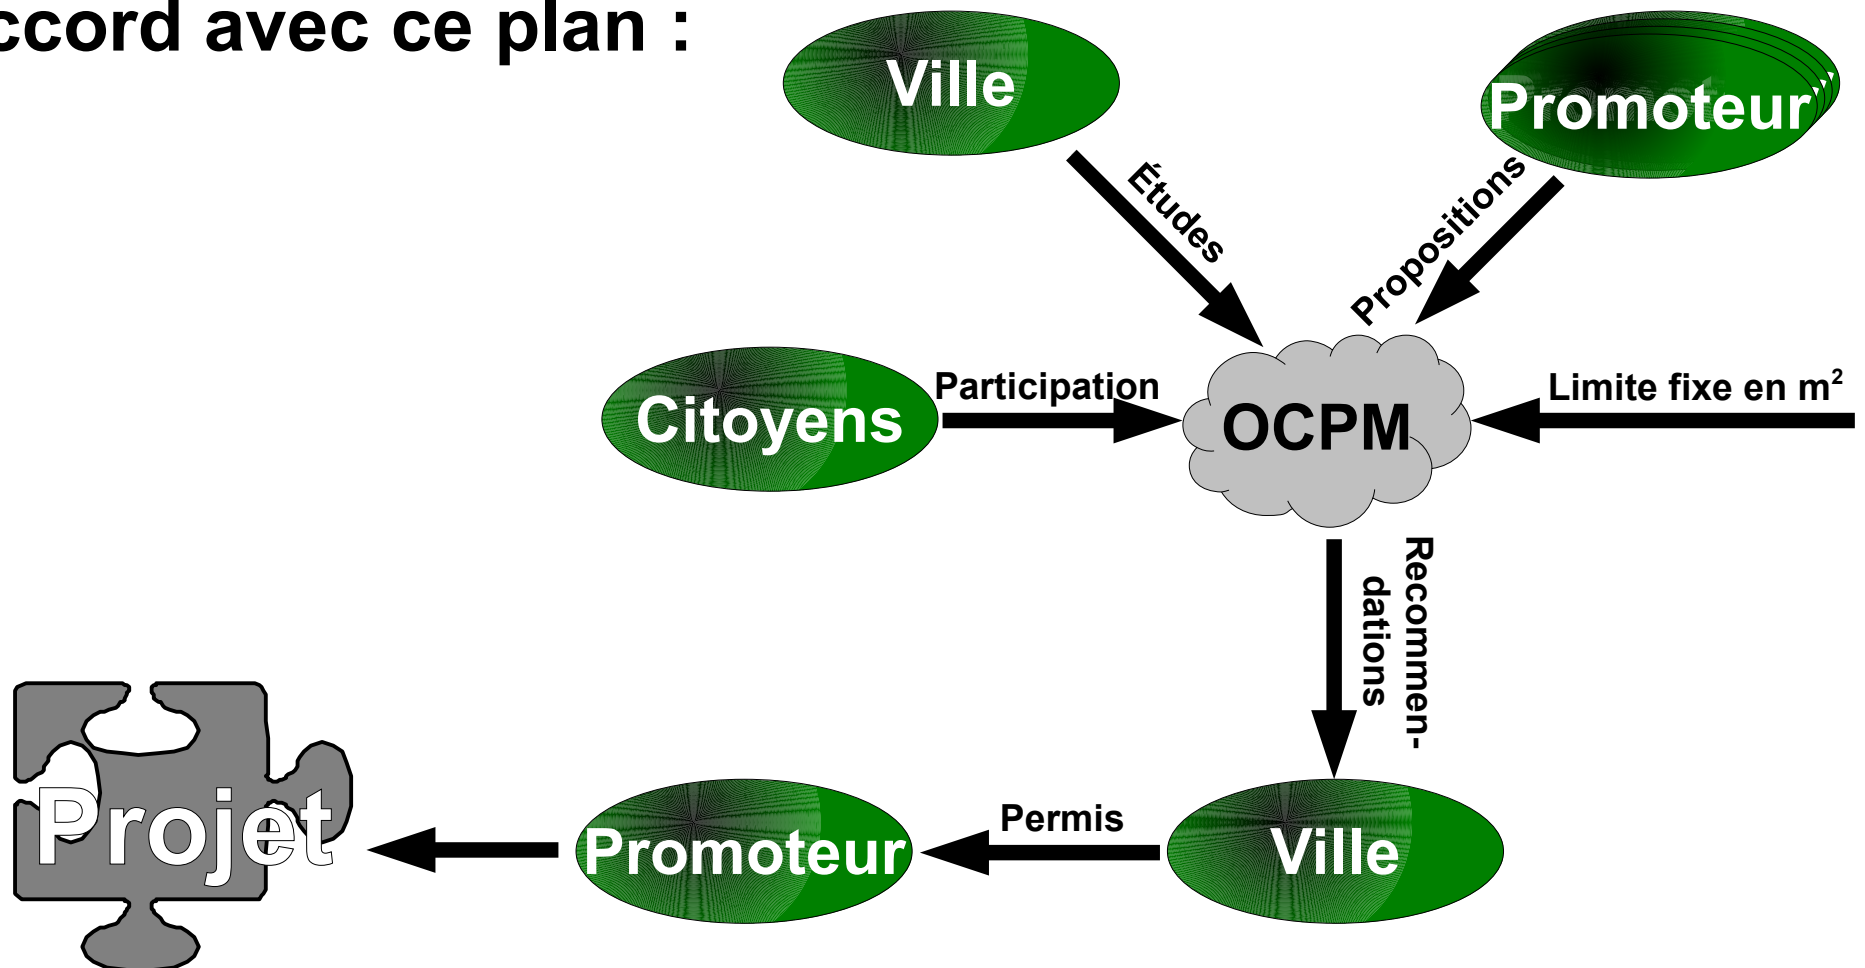 ccord avec ce plan :
Ville
Promoteur
Études
Propositions
Participation
Limite fixe en m²
Citoyens
OCPM
Recommen-
dations
Projet
Promoteur
Permis
Ville